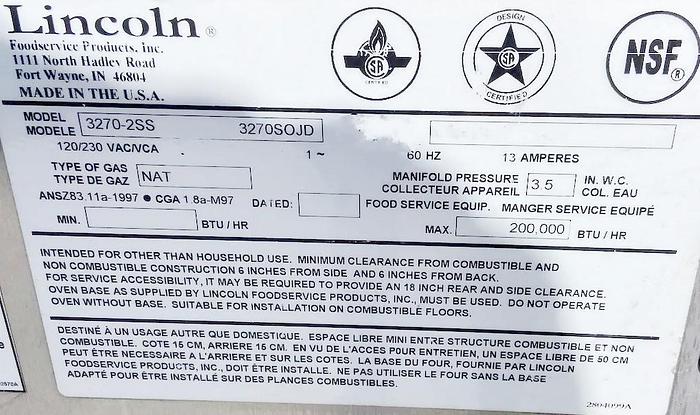 Lincoln®
Foodservice Products, Inc.
1111 North Hadley Road
Fort Wayne, IN 46804
MADE IN THE U.S.A.
SA
CERTIFIED
DESIGN
SA
CERTIFIED
NSF®
MODEL
MODELE
3270-2SS 3270SOJD
120/230 VAC/VCA 1~ 60 HZ 13 AMPERES
TYPE OF GAS
TYPE DE GAZ
NAT
MANIFOLD PRESSURE
COLLECTEUR APPAREIL
3.5
IN. W.C.
COL. EAU
ANSZ83.11a-1997 ● CGA 1.8a-M97 DATED: FOOD SERVICE EQUIP. MANGER SERVICE EQUIPÉ
MIN. BTU / HR MAX. 200,000 BTU / HR
INTENDED FOR OTHER THAN HOUSEHOLD USE. MINIMUM CLEARANCE FROM COMBUSTIBLE AND
NON COMBUSTIBLE CONSTRUCTION 6 INCHES FROM SIDE AND 6 INCHES FROM BACK.
FOR SERVICE ACCESSIBILITY, IT MAY BE REQUIRED TO PROVIDE AN 18 INCH REAR AND SIDE CLEARANCE.
OVEN BASE AS SUPPLIED BY LINCOLN FOODSERVICE PRODUCTS, INC., MUST BE USED. DO NOT OPERATE
OVEN WITHOUT BASE. SUITABLE FOR INSTALLATION ON COMBUSTIBLE FLOORS.
DESTINÉ À UN USAGE AUTRE QUE DOMESTIQUE. ESPACE LIBRE MINI ENTRE STRUCTURE COMBUSTIBLE ET NON
COMBUSTIBLE. COTE 16 CM, ARRIERE 16 CM. EN VU DE L'ACCES POUR ENTRETIEN, UN ESPACE LIBRE DE 50 CM
PEUT ÊTRE NECESSAIRE A L'ARRIERE ET SUR LES COTES. LA BASE DU FOUR, FOURNIE PAR LINCOLN
FOODSERVICE PRODUCTS, INC., DOIT ÊTRE INSTALLE. NE PAS UTILISER LE FOUR SANS LA BASE
ADAPTÉ POUR ÊTRE INSTALLÉ SUR DES PLANCES COMBUSTIBLES.
2804099A